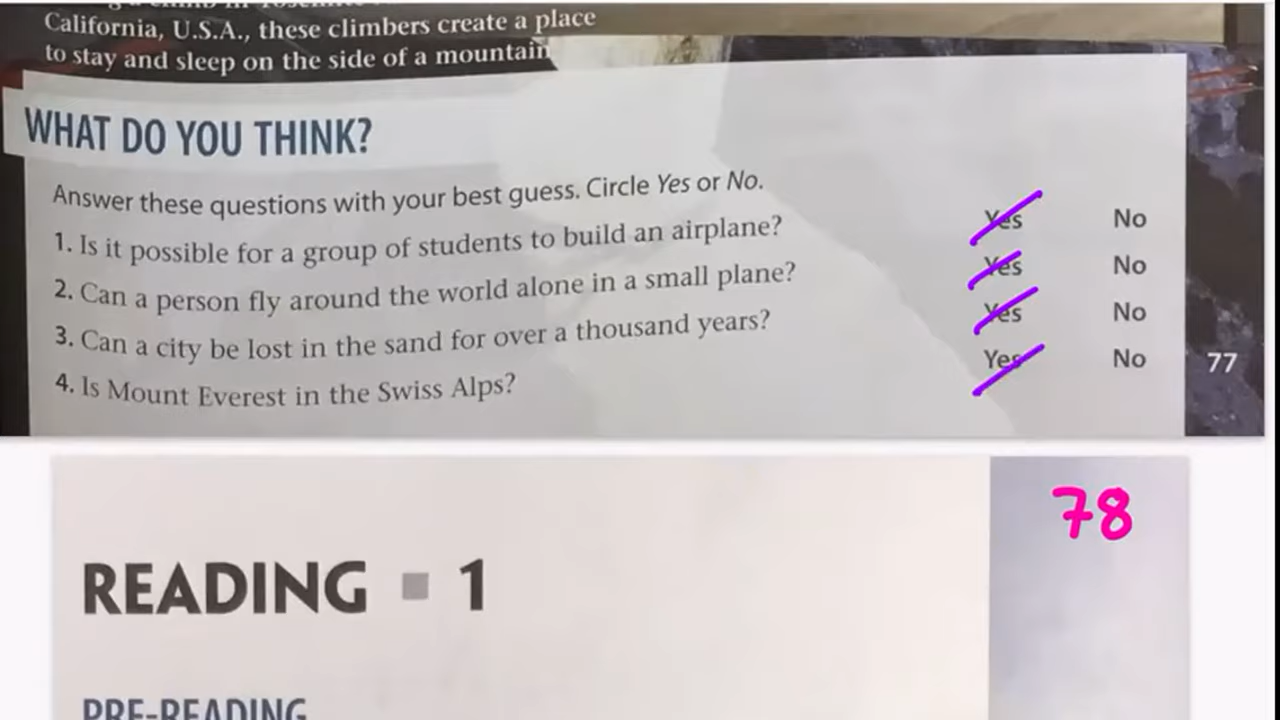 California, U.S.A., these climbers create a place
to stay and sleep on the side of a mountain
WHAT DO YOU THINK?
Answer these questions with your best guess. Circle Yes or No.
1. Is it possible for a group of students to build an airplane? Yes No
2. Can a person fly around the world alone in a small plane? Yes No
3. Can a city be lost in the sand for over a thousand years? Yes No
4. Is Mount Everest in the Swiss Alps? Yes No
77
78
READING ▪ 1
PRE-READING